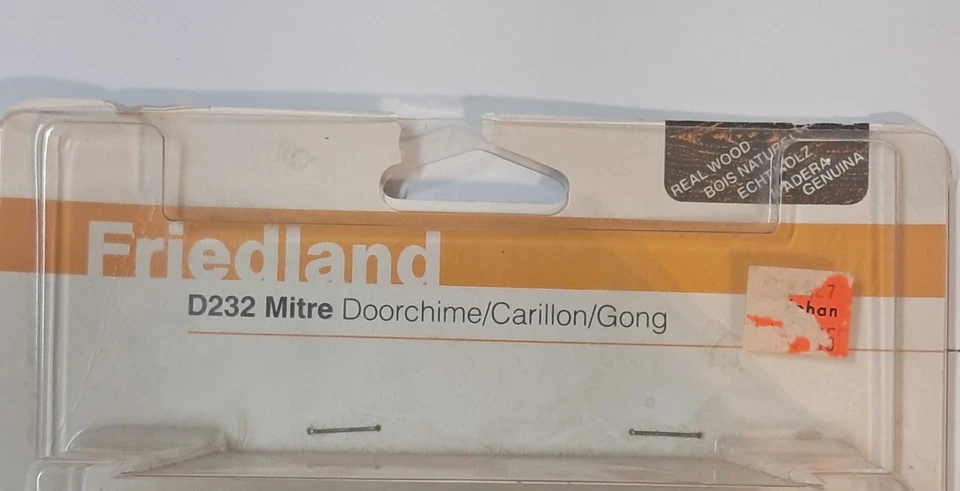 REAL WOOD
BOIS NATUREL
ECHTHOLZ
MADERA
GENUINA
Friedland
D232 Mitre Doorchime/Carillon/Gong